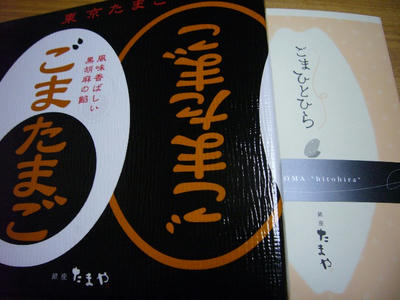 東京たまご
ごまたまご
風味香ばしい
黒胡麻の餡
銀座 たまや
ごまたまご
ごまひとひら
GOMA "hitohira"
銀座
たまや